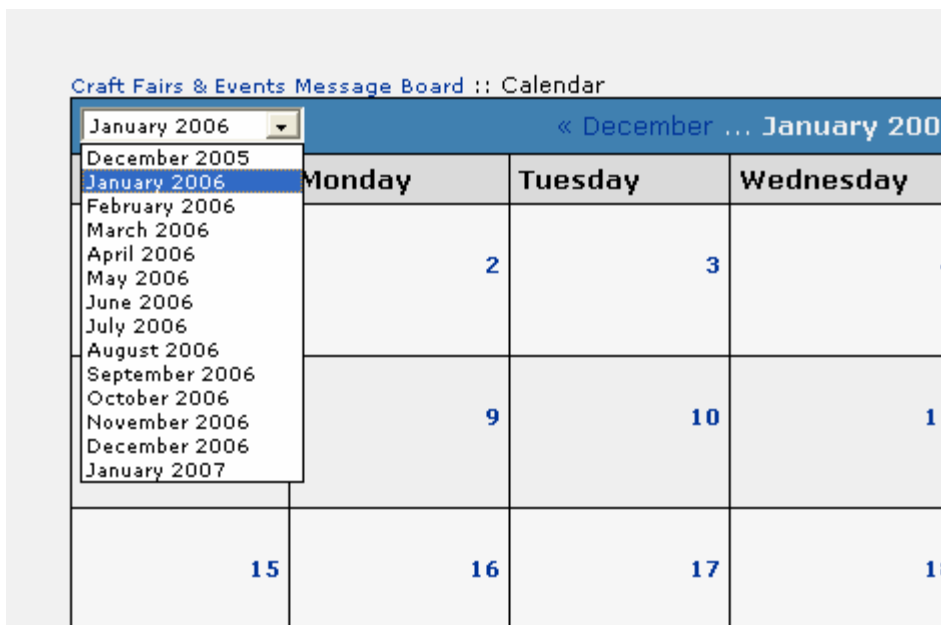 Craft Fairs & Events Message Board :: Calendar
January 2006 « December ... January 200
December 2005
January 2006 Monday Tuesday Wednesday
February 2006
March 2006
April 2006
May 2006
June 2006
July 2006
August 2006
September 2006
October 2006
November 2006
December 2006
January 2007
2 3
9 10 1
15 16 17 1